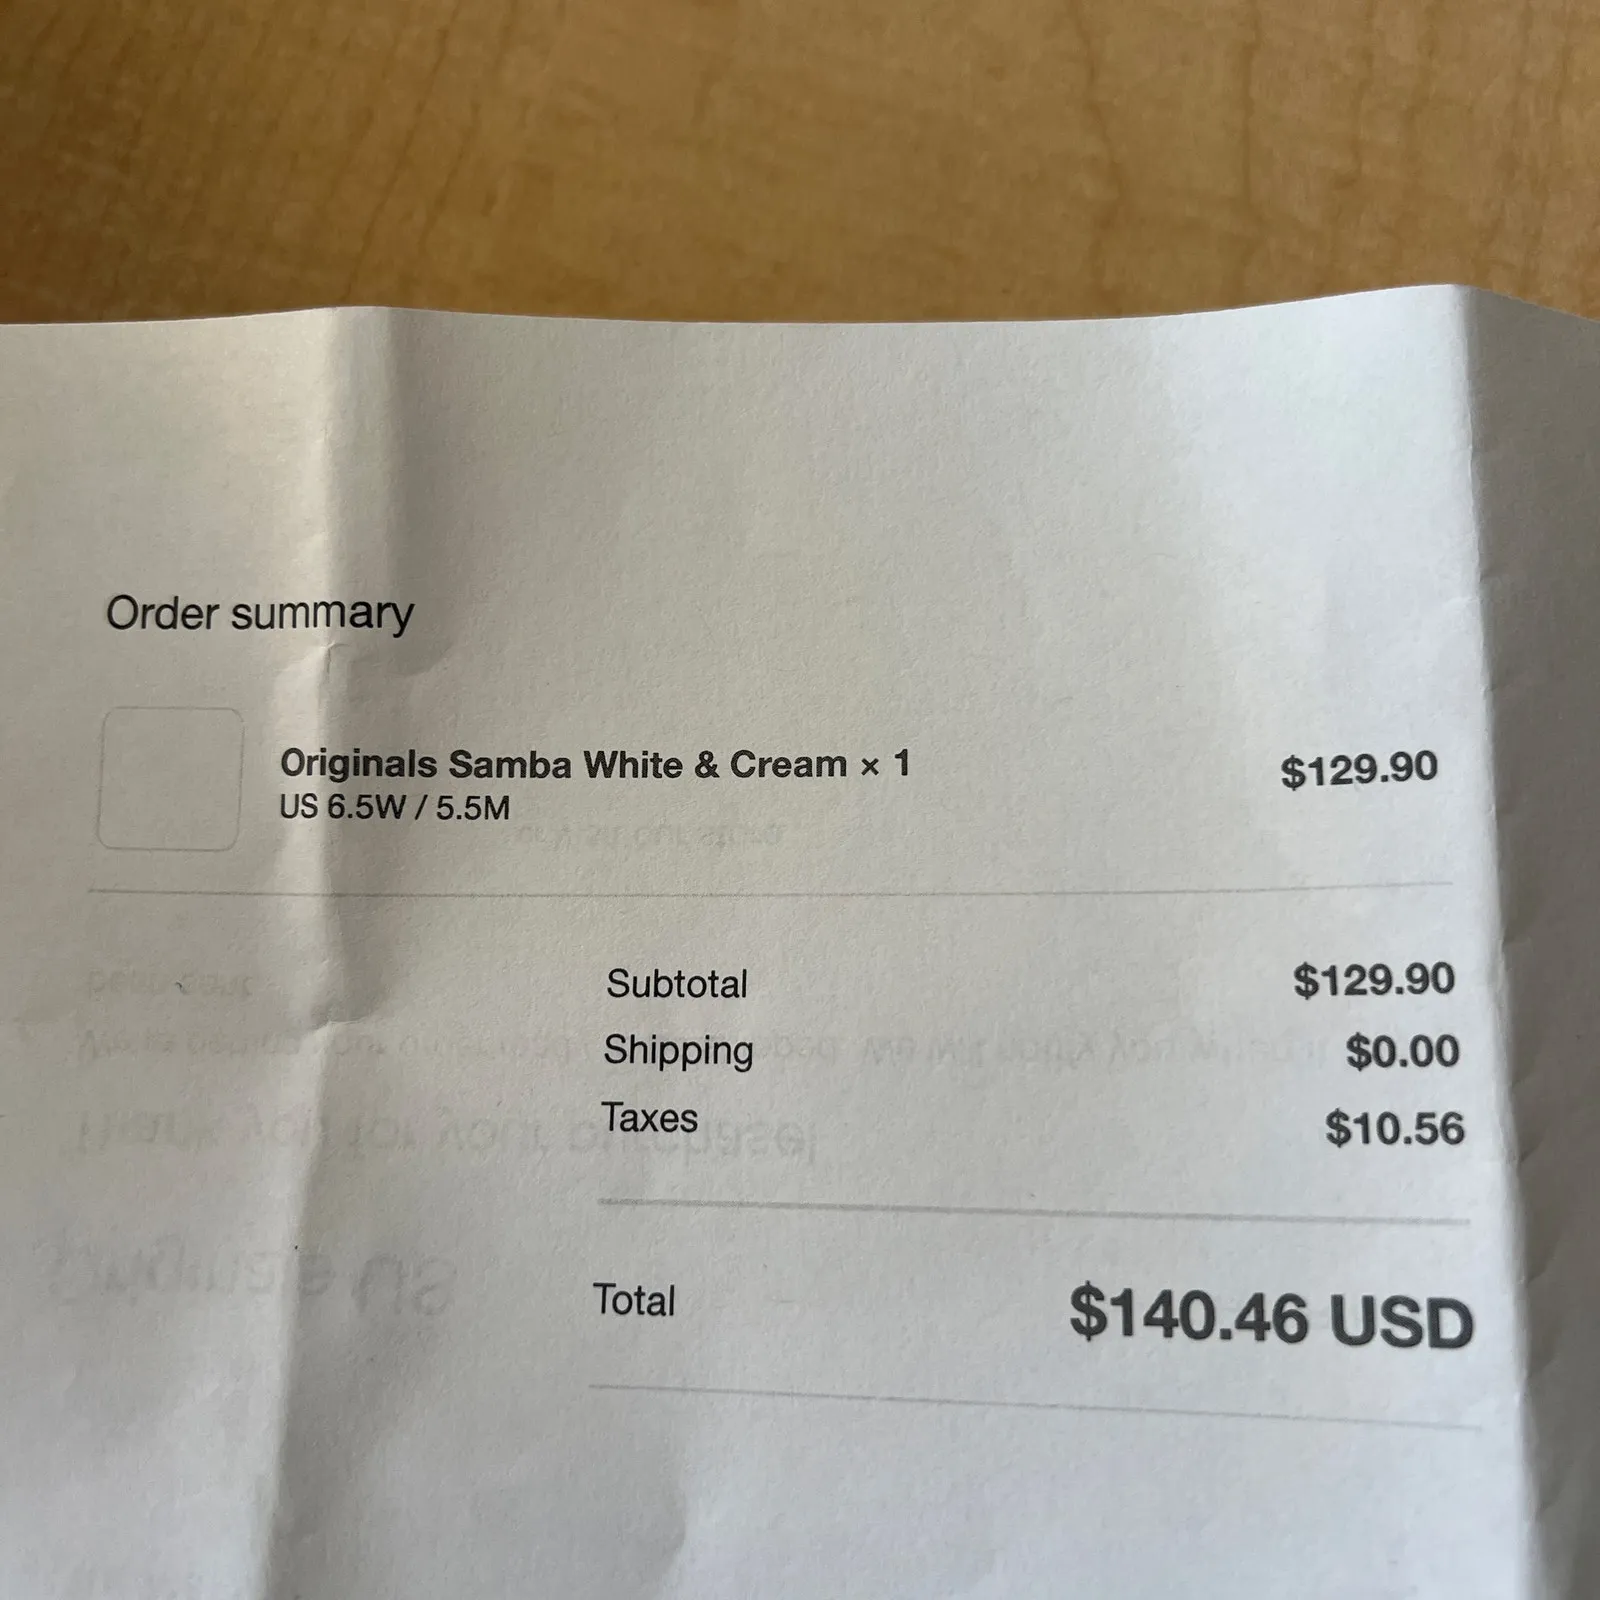 Order summary
Originals Samba White & Cream × 1
$129.90
US 6.5W / 5.5M
Subtotal
$129.90
Shipping
$0.00
Taxes
$10.56
Total
$140.46 USD